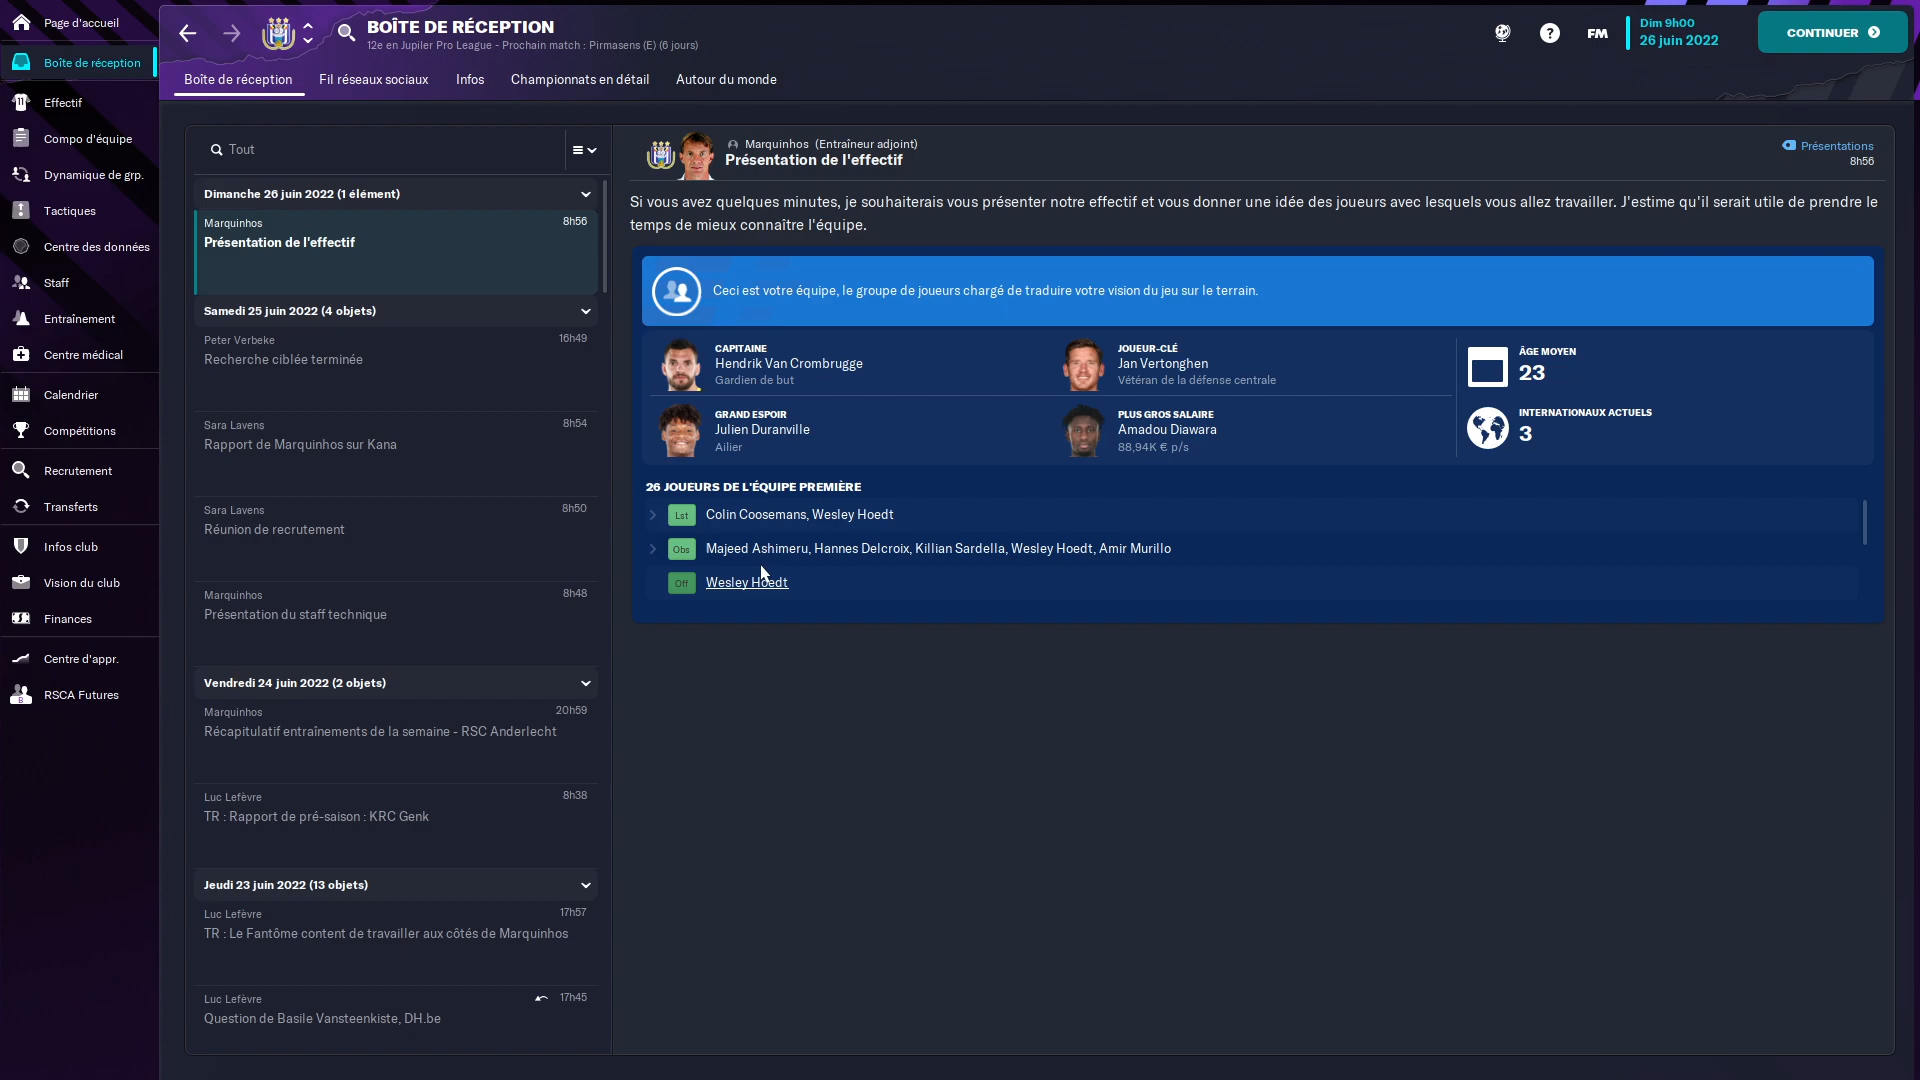 Page d'accueil
Boîte de réception
Effectif
Compo d'équipe
Dynamique de grp.
Tactiques
Centre des données
Staff
Entraînement
Centre médical
Calendrier
Compétitions
Recrutement
Transferts
Infos club
Vision du club
Finances
Centre d'appr.
RSCA Futures
BOÎTE DE RÉCEPTION
12e en Jupiler Pro League - Prochain match : Pirmasens (E) (6 jours)
FM
Dim 9h00
26 juin 2022
CONTINUER
Boîte de réception
Fil réseaux sociaux
Infos
Championnats en détail
Autour du monde
Tout
Dimanche 26 juin 2022 (1 élément)
Marquinhos 8h56
Présentation de l'effectif
Samedi 25 juin 2022 (4 objets)
Peter Verbeke 16h49
Recherche ciblée terminée
Sara Lavens 8h54
Rapport de Marquinhos sur Kana
Sara Lavens 8h50
Réunion de recrutement
Marquinhos 8h48
Présentation du staff technique
Vendredi 24 juin 2022 (2 objets)
Marquinhos 20h59
Récapitulatif entraînements de la semaine - RSC Anderlecht
Luc Lefèvre 8h38
TR : Rapport de pré-saison : KRC Genk
Jeudi 23 juin 2022 (13 objets)
Luc Lefèvre 17h57
TR : Le Fantôme content de travailler aux côtés de Marquinhos
Luc Lefèvre 17h45
Question de Basile Vansteenkiste, DH.be
Marquinhos (Entraîneur adjoint)
Présentation de l'effectif
Présentations
8h56
Si vous avez quelques minutes, je souhaiterais vous présenter notre effectif et vous donner une idée des joueurs avec lesquels vous allez travailler. J'estime qu'il serait utile de prendre le
temps de mieux connaître l'équipe.
Ceci est votre équipe, le groupe de joueurs chargé de traduire votre vision du jeu sur le terrain.
CAPITAINE
Hendrik Van Crombrugge
Gardien de but
JOUEUR-CLÉ
Jan Vertonghen
Vétéran de la défense centrale
ÂGE MOYEN
23
GRAND ESPOIR
Julien Duranville
Ailier
PLUS GROS SALAIRE
Amadou Diawara
88,94K € p/s
INTERNATIONAUX ACTUELS
3
26 JOUEURS DE L'ÉQUIPE PREMIÈRE
Lst Colin Coosemans, Wesley Hoedt
Obs Majeed Ashimeru, Hannes Delcroix, Killian Sardella, Wesley Hoedt, Amir Murillo
Off Wesley Hoedt